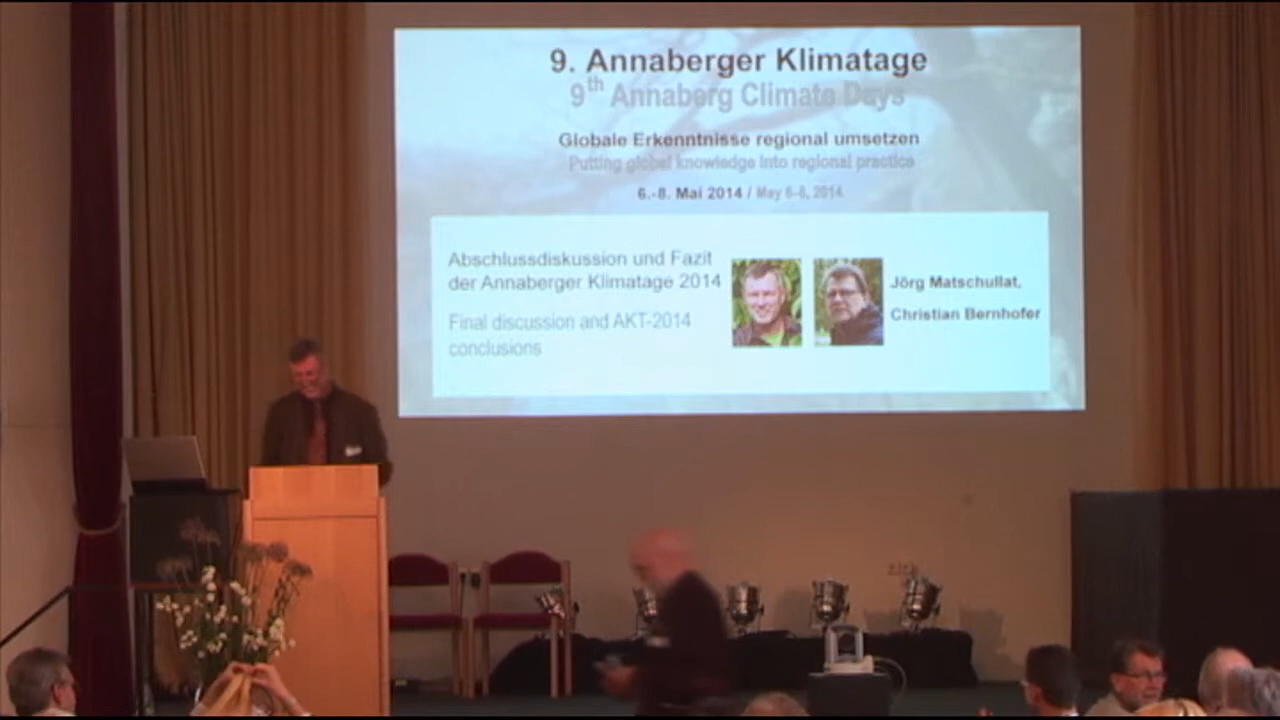 9. Annaberger Klimatage
9th Annaberg Climate Days
Globale Erkenntnisse regional umsetzen
Putting global knowledge into regional practice
6.-8. Mai 2014 / May 6-8, 2014
Abschlussdiskussion und Fazit
der Annaberger Klimatage 2014
Final discussion and AKT-2014
conclusions
Jörg Matschullat,
Christian Bernhofer